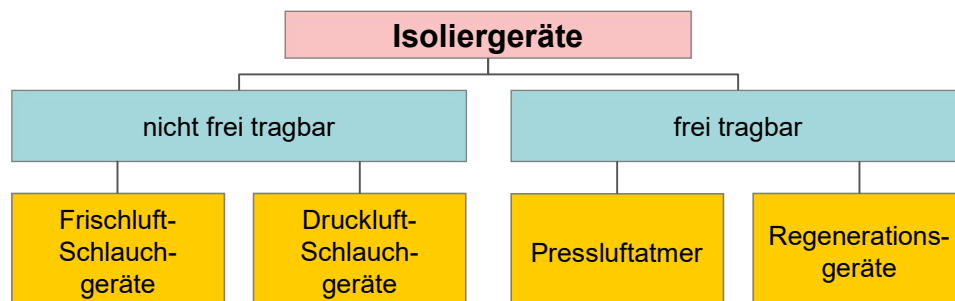 Isoliergeräte
nicht frei tragbar
frei tragbar
Frischluft-
Schlauch-
geräte
Druckluft-
Schlauch-
geräte
Pressluftatmer
Regenerations-
geräte